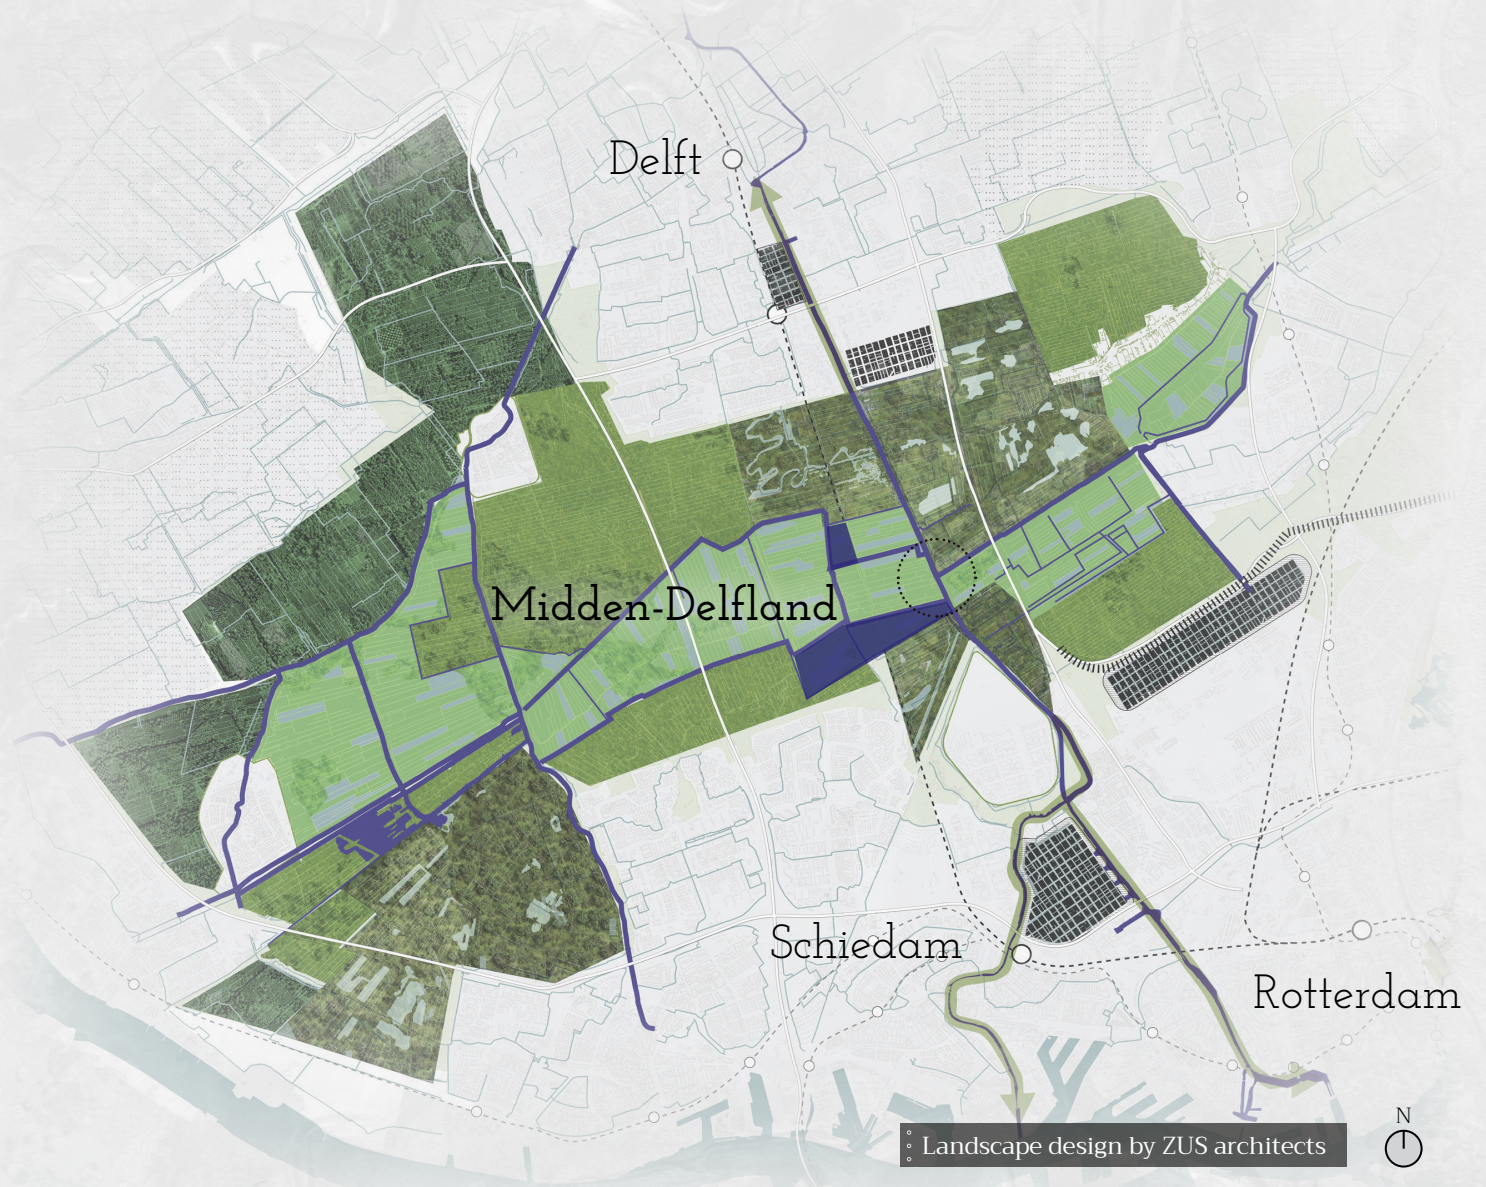 Delft
Midden-Delfland
Schiedam
Rotterdam
N
Landscape design by ZUS architects